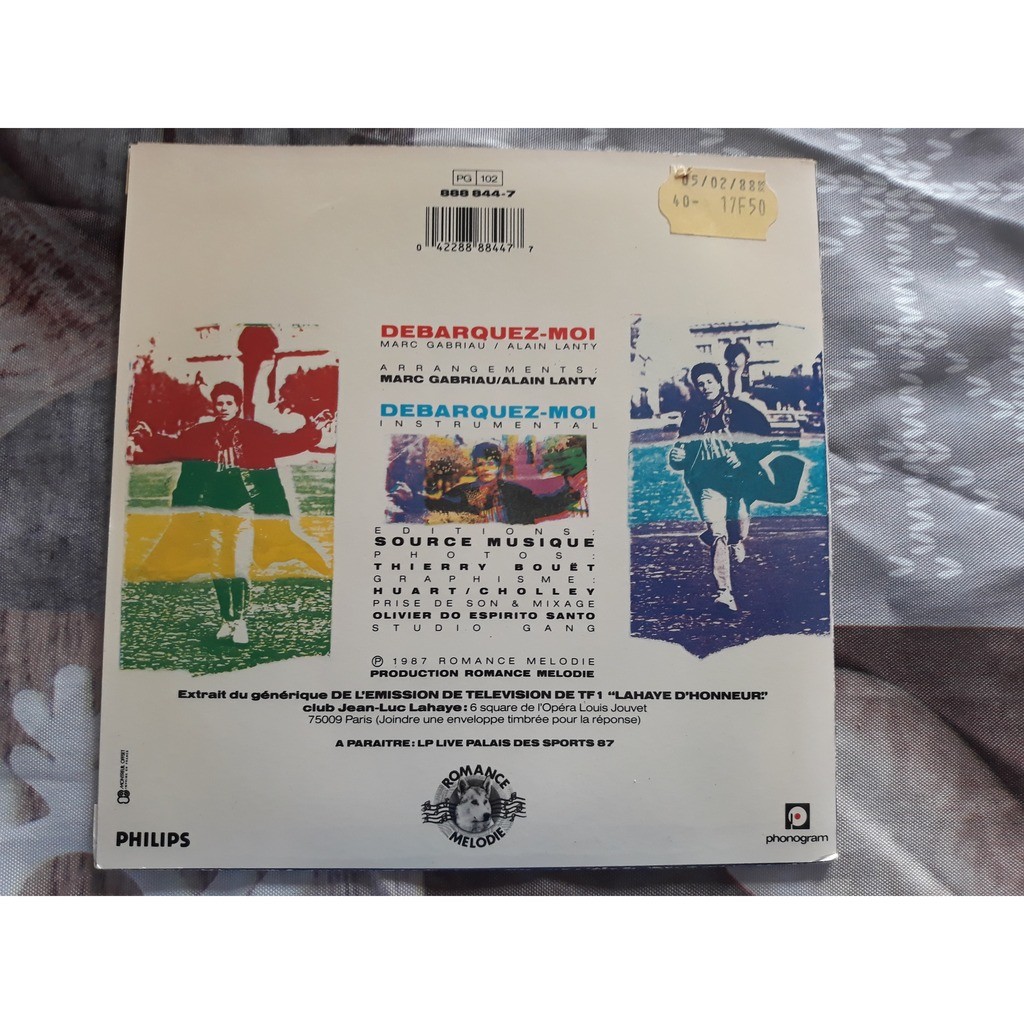 PG 102
888 844-7
0 42288 88447 7
05/02/88
40- 17F50
DEBARQUEZ-MOI
MARC GABRIAU / ALAIN LANTY
ARRANGEMENTS:
MARC GABRIAU/ALAIN LANTY
DEBARQUEZ-MOI
INSTRUMENTAL
EDITIONS:
SOURCE MUSIQUE
PHOTOS:
THIERRY BOUËT
GRAPHISME:
HUART/CHOLLEY
PRISE DE SON & MIXAGE
OLIVIER DO ESPIRITO SANTO
STUDIO GANG
Ⓟ 1987 ROMANCE MELODIE
PRODUCTION ROMANCE MELODIE
Extrait du générique DE L'EMISSION DE TELEVISION DE TF1 "LAHAYE D'HONNEUR."
club Jean-Luc Lahaye: 6 square de l'Opéra Louis Jouvet
75009 Paris (Joindre une enveloppe timbrée pour la réponse)
A PARAITRE: LP LIVE PALAIS DES SPORTS 87
ROMANCE
MELODIE
PHILIPS
phonogram